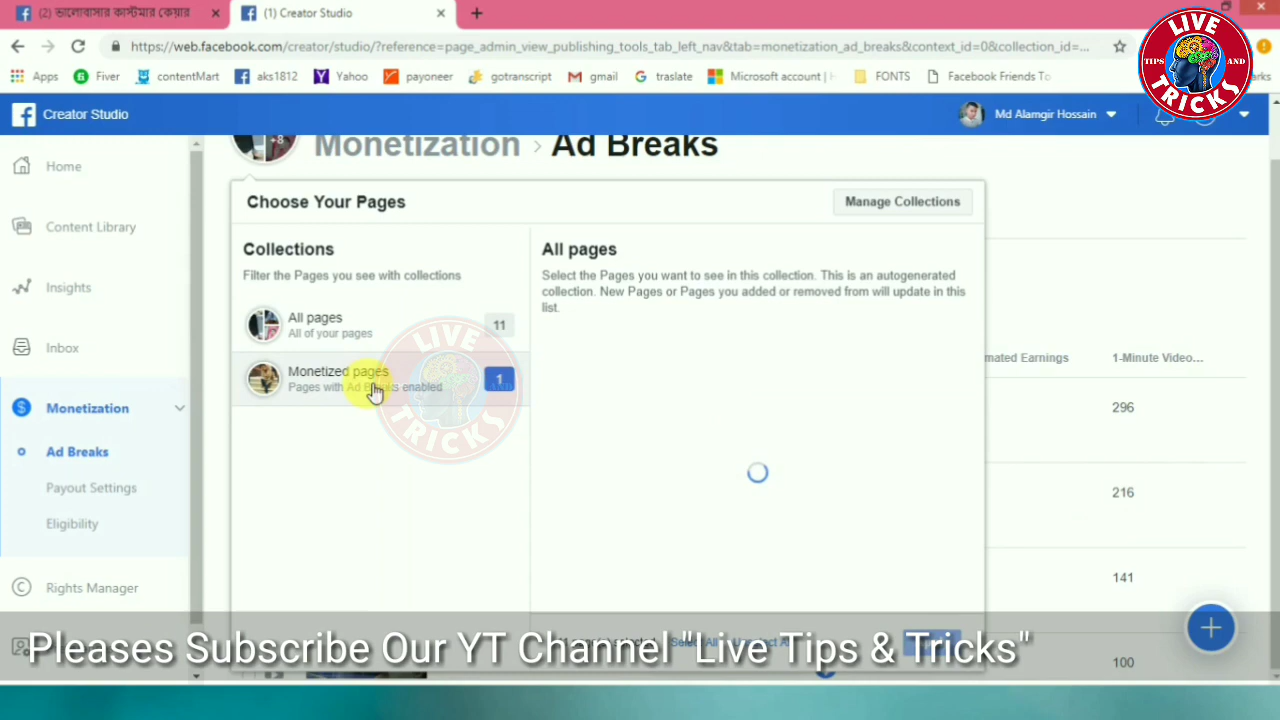 (2) ভালোবাসার কাস্টমার কেয়ার
(1) Creator Studio
https://web.facebook.com/creator/studio/?reference=page_admin_view_publishing_tools_tab_left_nav&tab=monetization_ad_breaks&context_id=0&collection_id=...
Apps Fiver contentMart aks1812 Yahoo payoneer gotranscript gmail traslate Microsoft account | H FONTS Facebook Friends To
LIVE
TIPS AND
TRICKS
Creator Studio
Md Alamgir Hossain
Monetization › Ad Breaks
Home
Content Library
Insights
Inbox
Monetization
Ad Breaks
Payout Settings
Eligibility
Rights Manager
Choose Your Pages
Manage Collections
Collections
Filter the Pages you see with collections
All pages
All of your pages
11
Monetized pages
Pages with Ad Breaks enabled
1
All pages
Select the Pages you want to see in this collection. This is an autogenerated
collection. New Pages or Pages you added or removed from will update in this
list.
LIVE
AND
TRICKS
mated Earnings
1-Minute Video...
296
216
141
100
Select All
Pleases Subscribe Our YT Channel "Live Tips & Tricks"